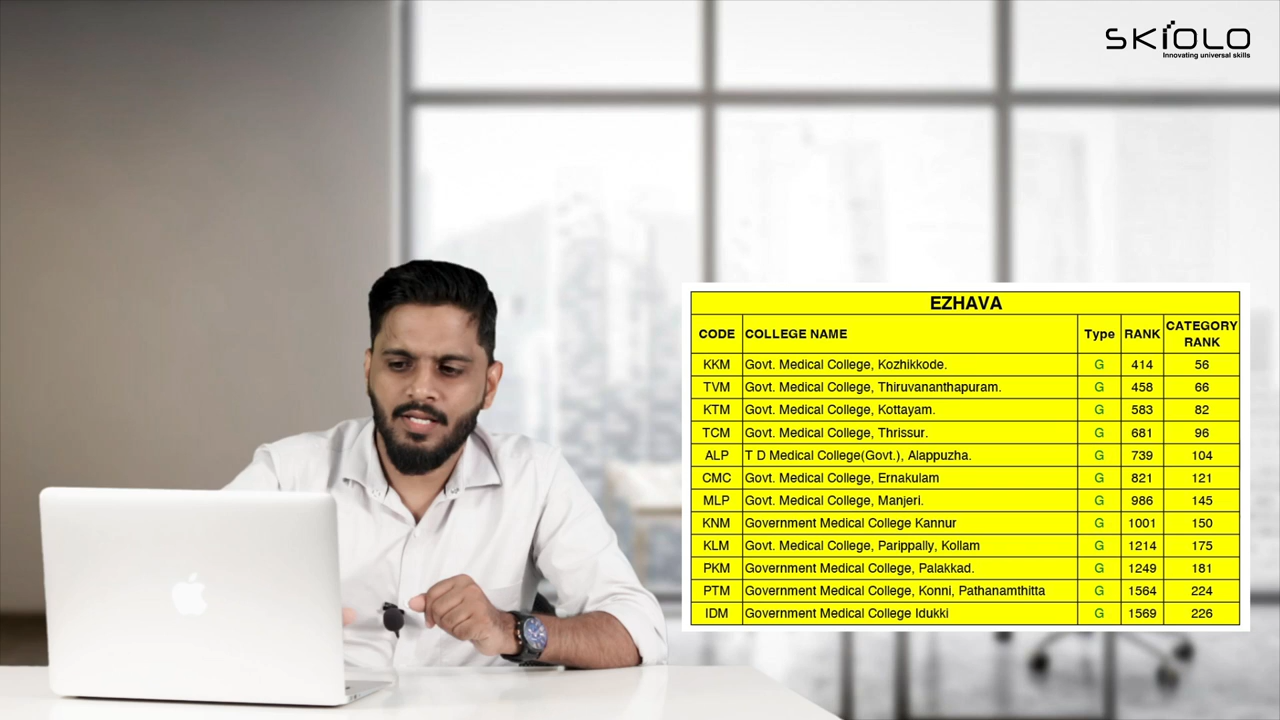 SKiOLO
Innovating universal skills
EZHAVA
CODE COLLEGE NAME Type RANK CATEGORY RANK
KKM Govt. Medical College, Kozhikkode. G 414 56
TVM Govt. Medical College, Thiruvananthapuram. G 458 66
KTM Govt. Medical College, Kottayam. G 583 82
TCM Govt. Medical College, Thrissur. G 681 96
ALP T D Medical College(Govt.), Alappuzha. G 739 104
CMC Govt. Medical College, Ernakulam G 821 121
MLP Govt. Medical College, Manjeri. G 986 145
KNM Government Medical College Kannur G 1001 150
KLM Govt. Medical College, Parippally, Kollam G 1214 175
PKM Government Medical College, Palakkad. G 1249 181
PTM Government Medical College, Konni, Pathanamthitta G 1564 224
IDM Government Medical College Idukki G 1569 226